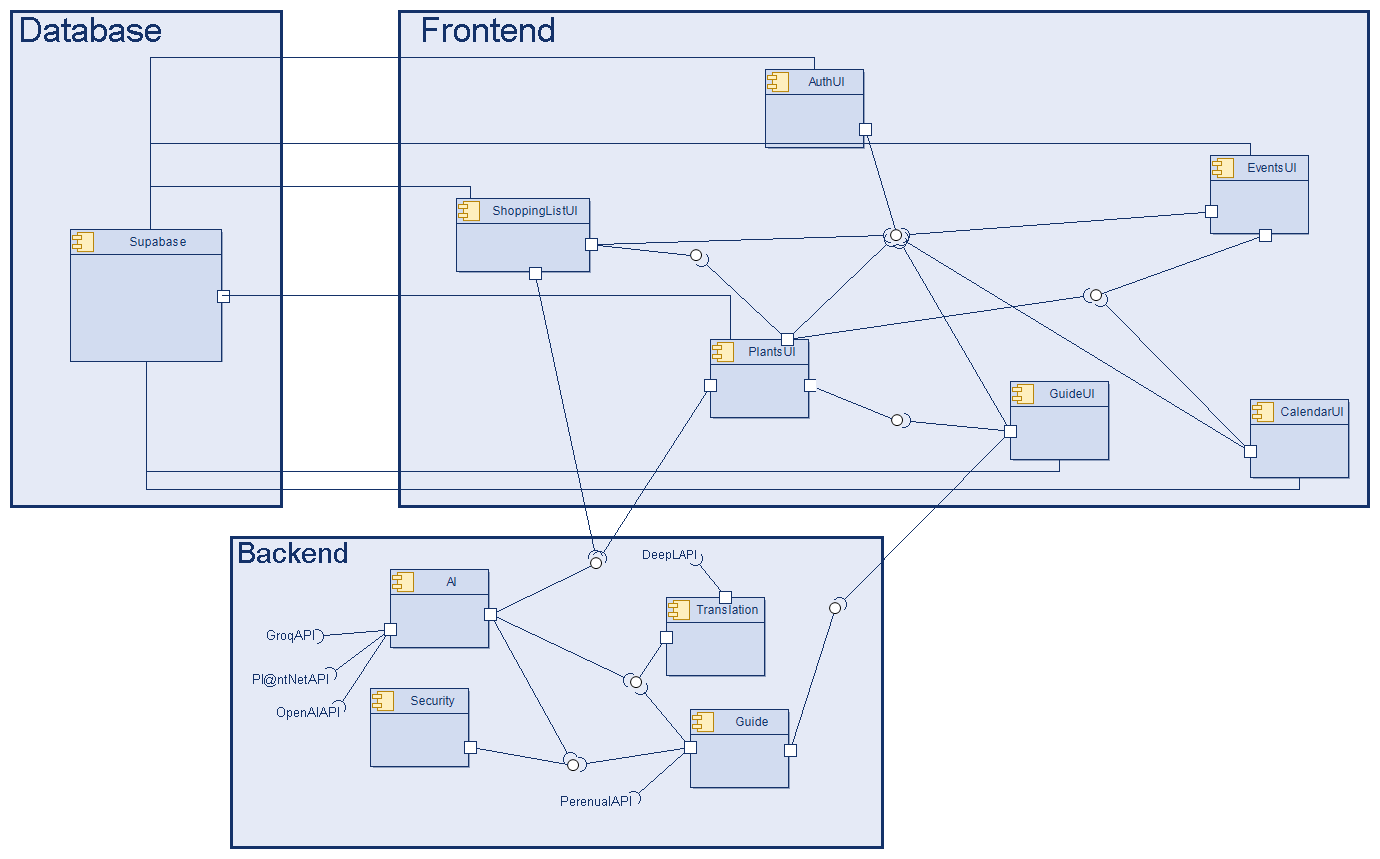 Database
Frontend
AuthUI
EventsUI
ShoppingListUI
Supabase
PlantsUI
GuideUI
CalendarUI
Backend
DeepLAPI
AI
Translation
GroqAPI
Pl@ntNetAPI
OpenAIAPI
Security
Guide
PerenualAPI